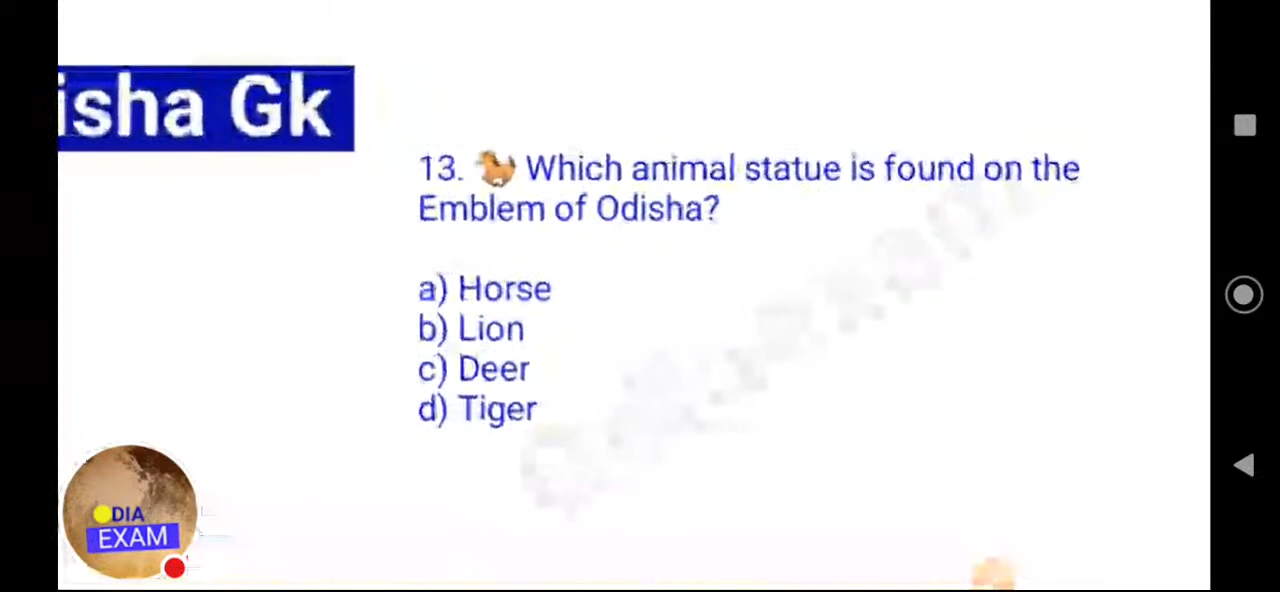 isha Gk
13. 🐕 Which animal statue is found on the
Emblem of Odisha?
a) Horse
b) Lion
c) Deer
d) Tiger
DIA
EXAM